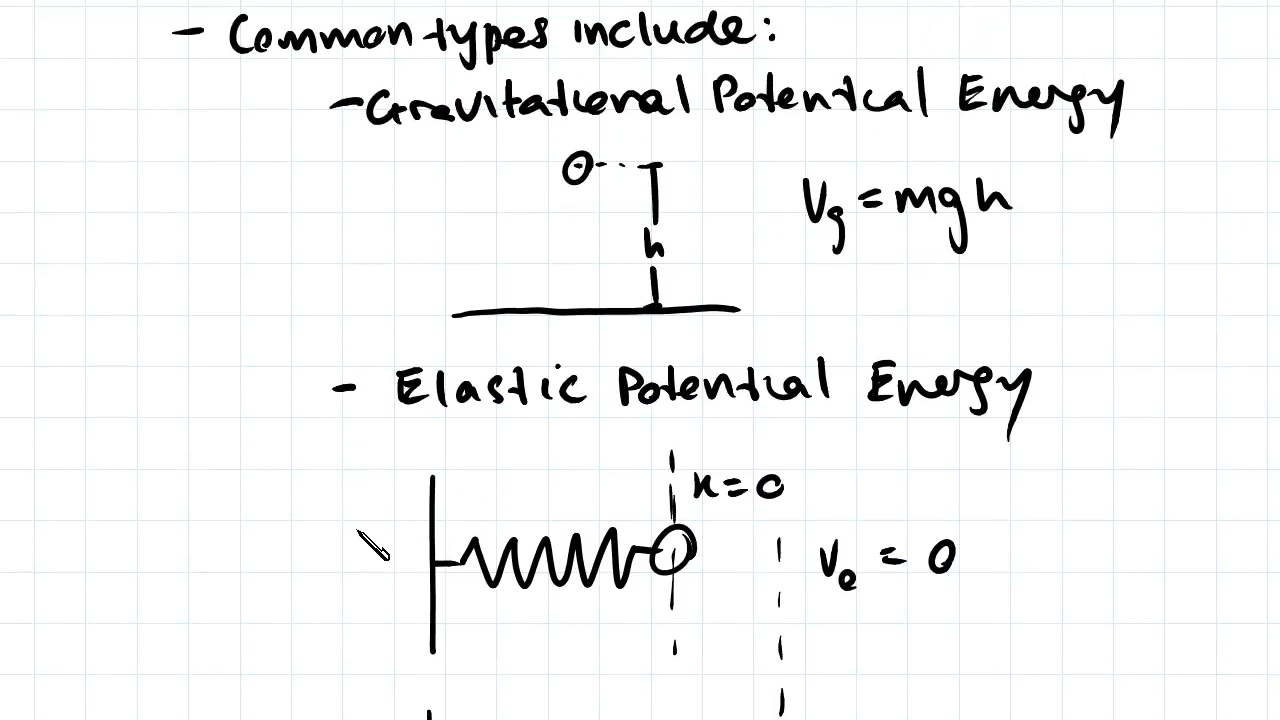 - Common types include:
- Gravitational Potential Energy
h
Vg = mgh
- Elastic Potential Energy
x = 0
Ve = 0